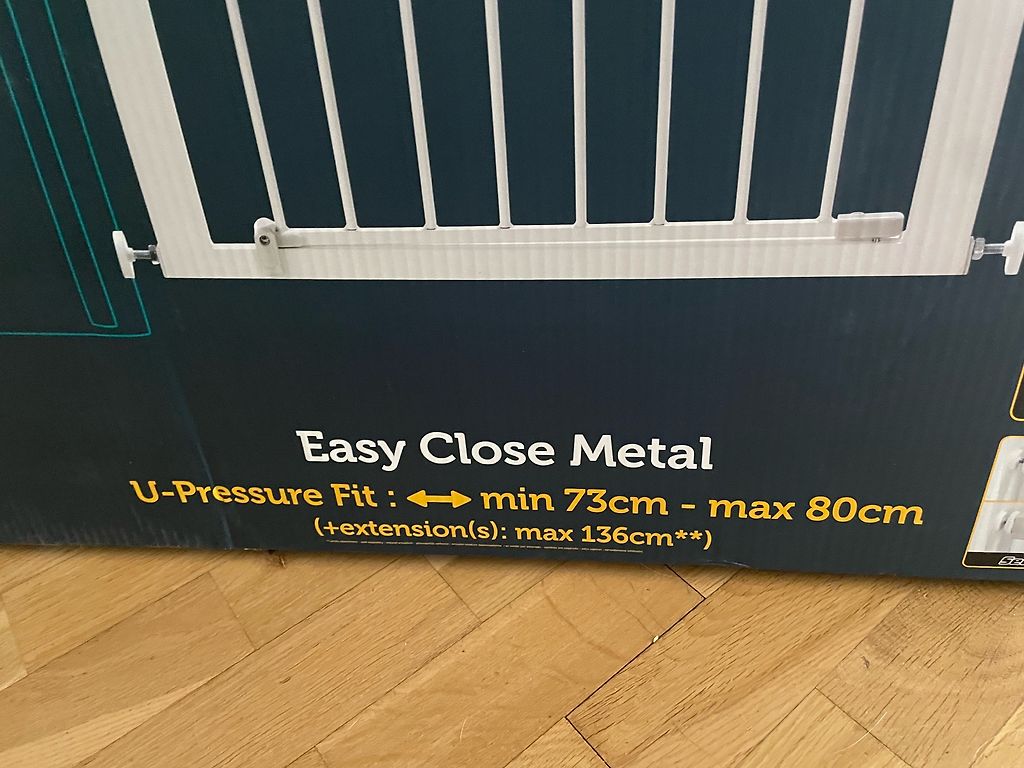 Easy Close Metal
U-Pressure Fit : ↔ min 73cm - max 80cm
(+extension(s): max 136cm**)